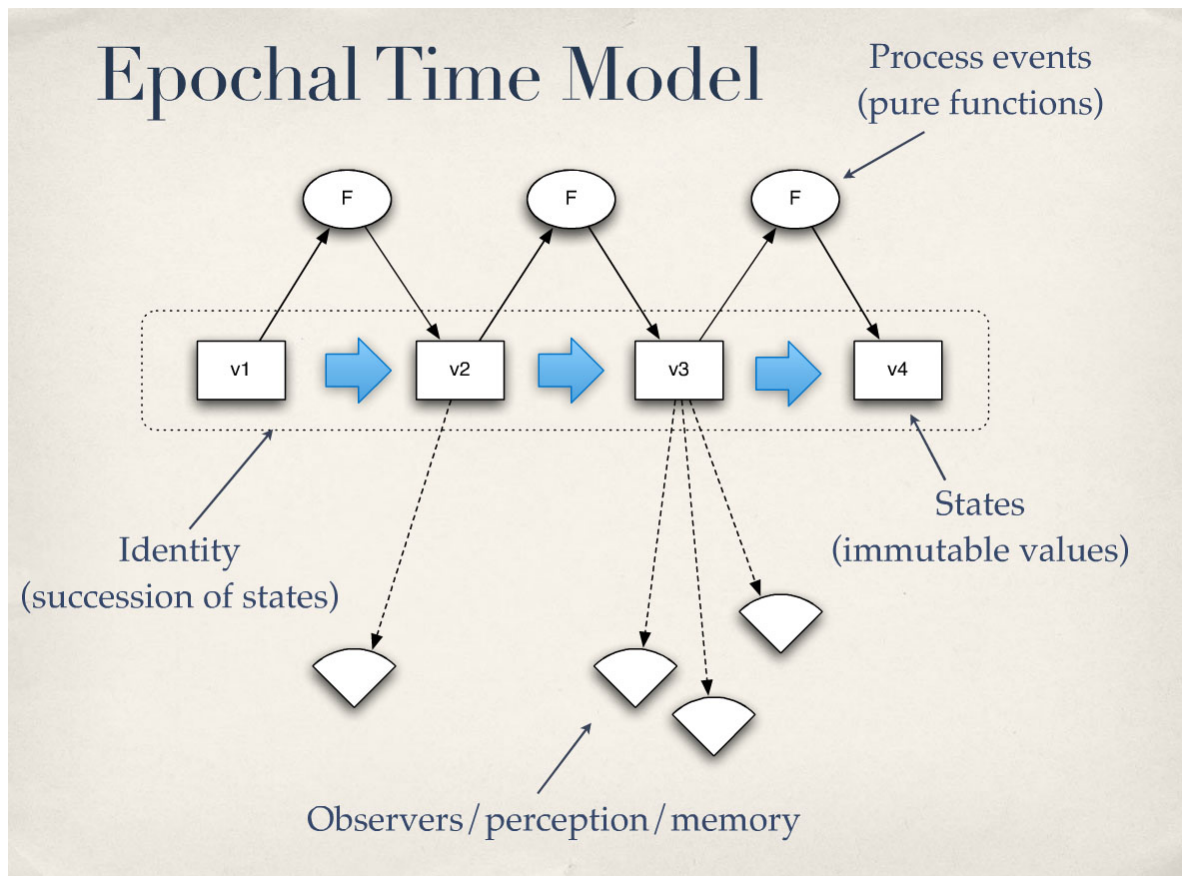 Epochal Time Model
Process events
(pure functions)
F
F
F
v1
v2
v3
v4
Identity
(succession of states)
States
(immutable values)
Observers/perception/memory